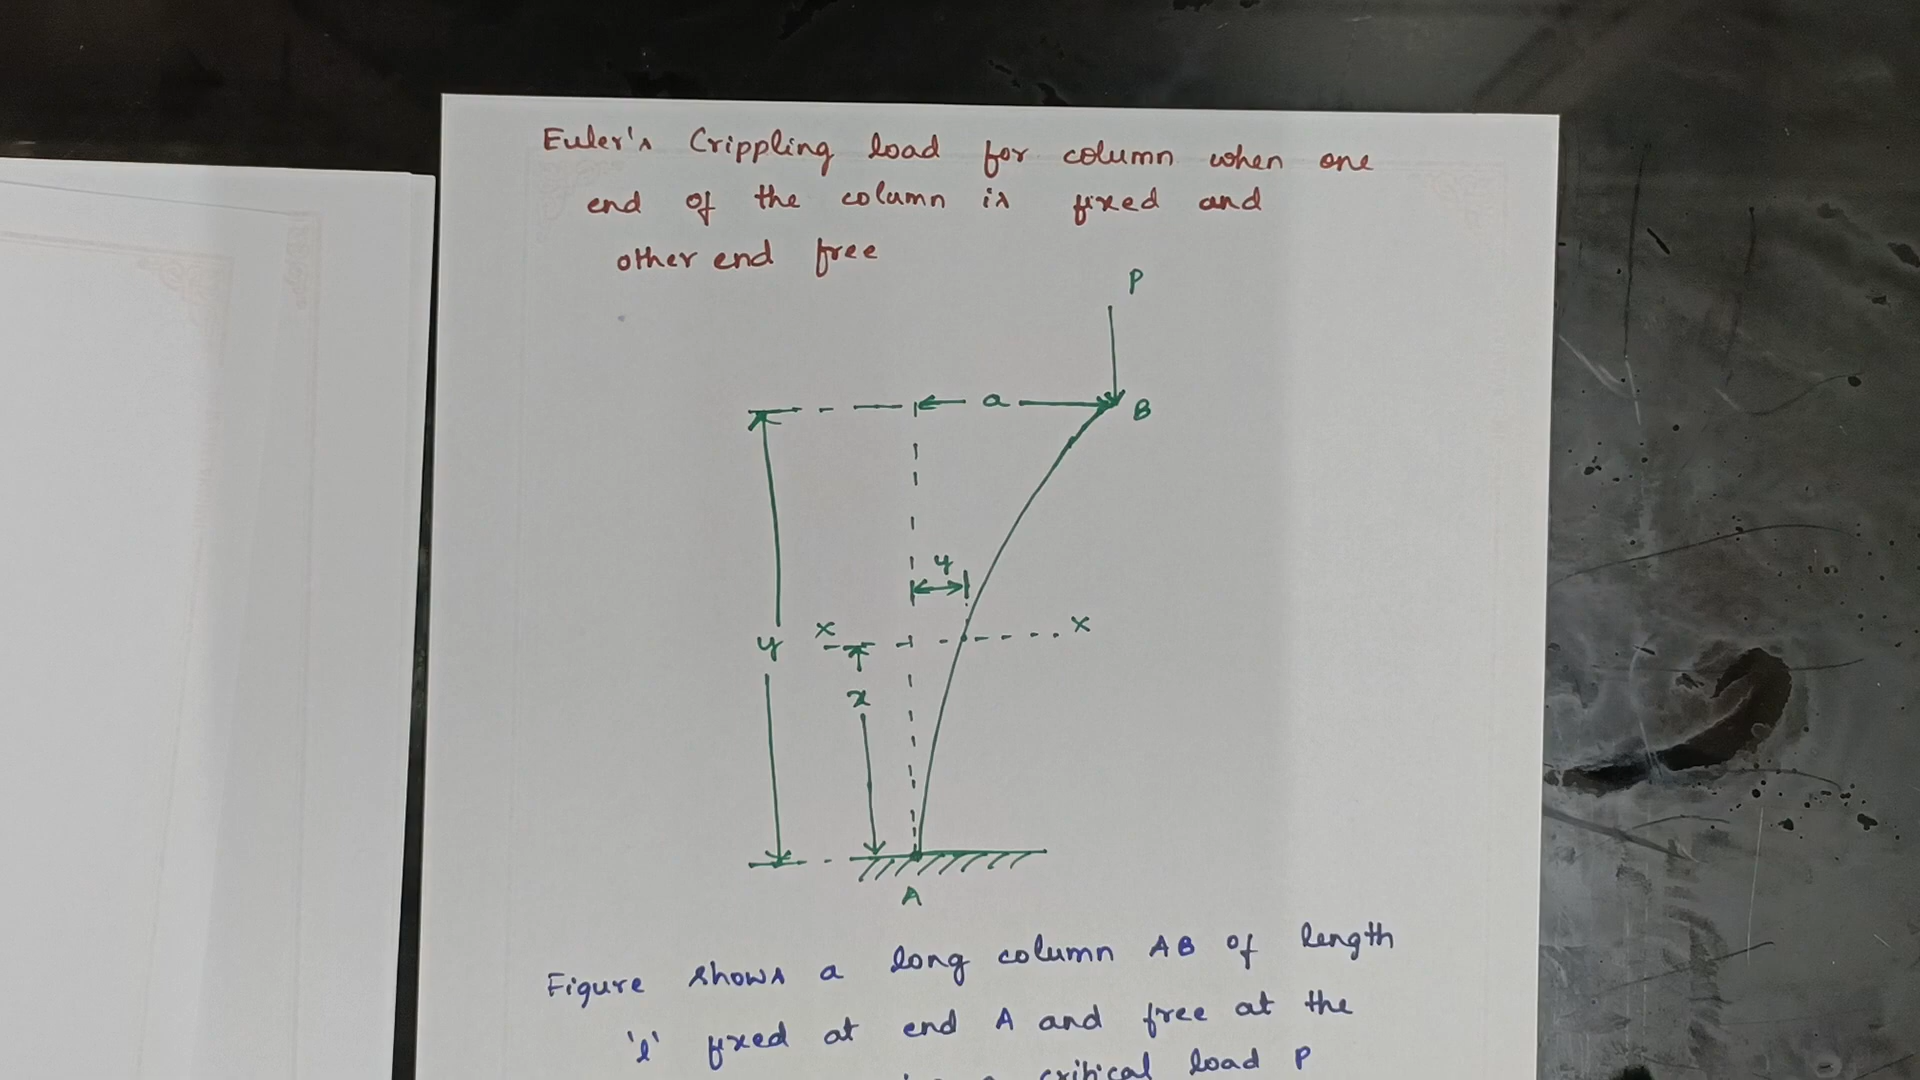 Euler's Crippling load for column when one
end of the column is fixed and
other end free
P
a
B
y
x
x
y
x
A
Figure shows a long column AB of length
'l' fixed at end A and free at the
critical load P